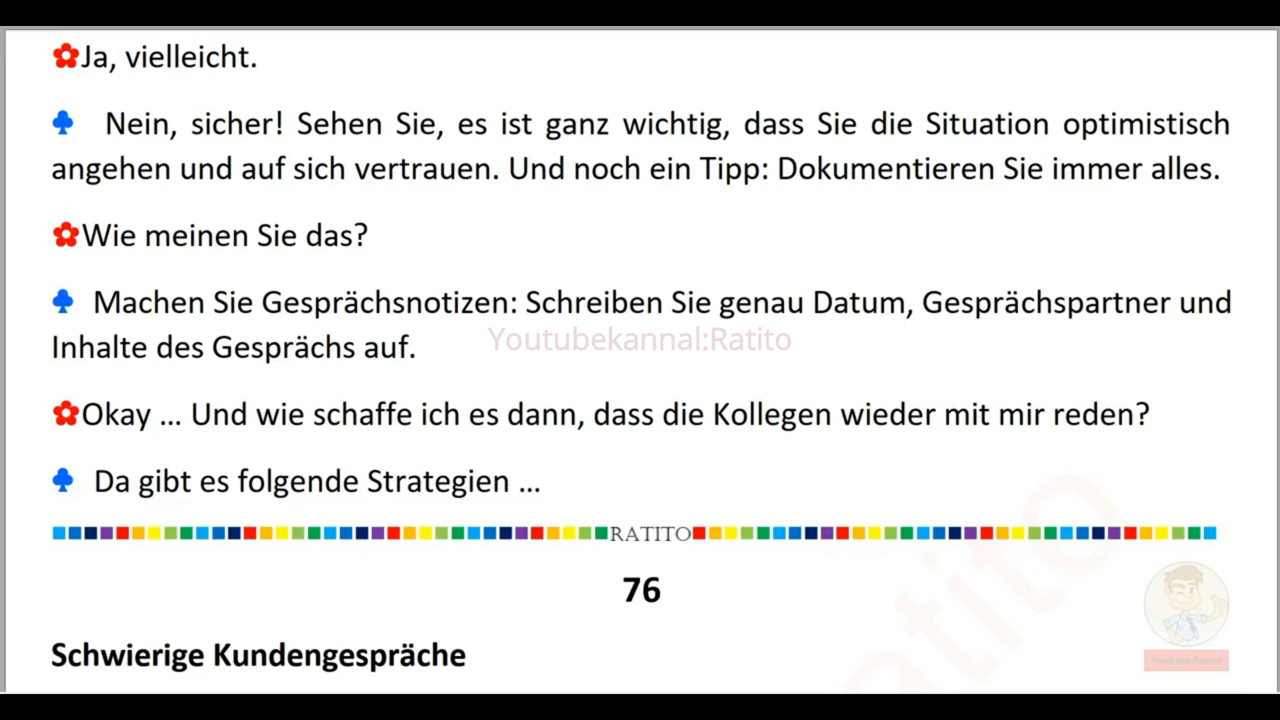 Ja, vielleicht.
Nein, sicher! Sehen Sie, es ist ganz wichtig, dass Sie die Situation optimistisch
angehen und auf sich vertrauen. Und noch ein Tipp: Dokumentieren Sie immer alles.
Wie meinen Sie das?
Machen Sie Gesprächsnotizen: Schreiben Sie genau Datum, Gesprächspartner und
Inhalte des Gesprächs auf.
Youtubekannal:Ratito
Okay ... Und wie schaffe ich es dann, dass die Kollegen wieder mit mir reden?
Da gibt es folgende Strategien ...
RATITO
76
Schwierige Kundengespräche
atito